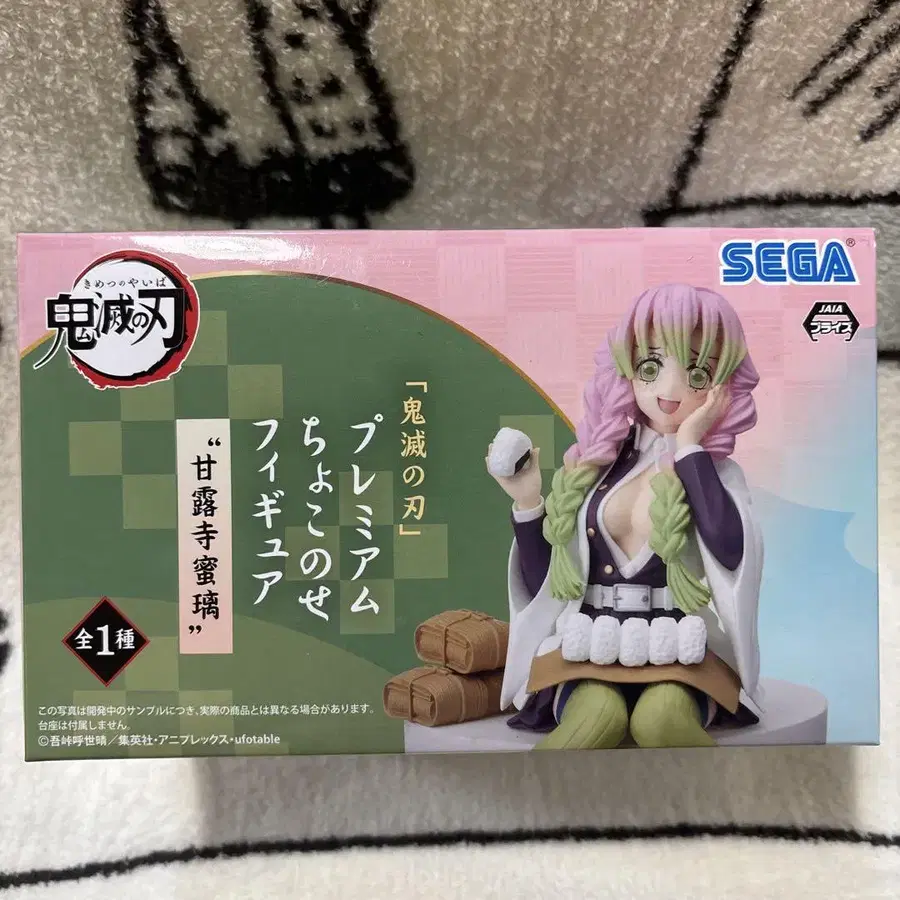 きめつのやいば
鬼滅の刃
SEGA®
JAIA
プライズ
「鬼滅の刃」
プレミアム
ちょこのせ
フィギュア
“甘露寺蜜璃”
全1種
この写真は開発中のサンプルにつき、実際の商品とは異なる場合があります。
台座は付属しません。
©吾峠呼世晴／集英社・アニプレックス・ufotable